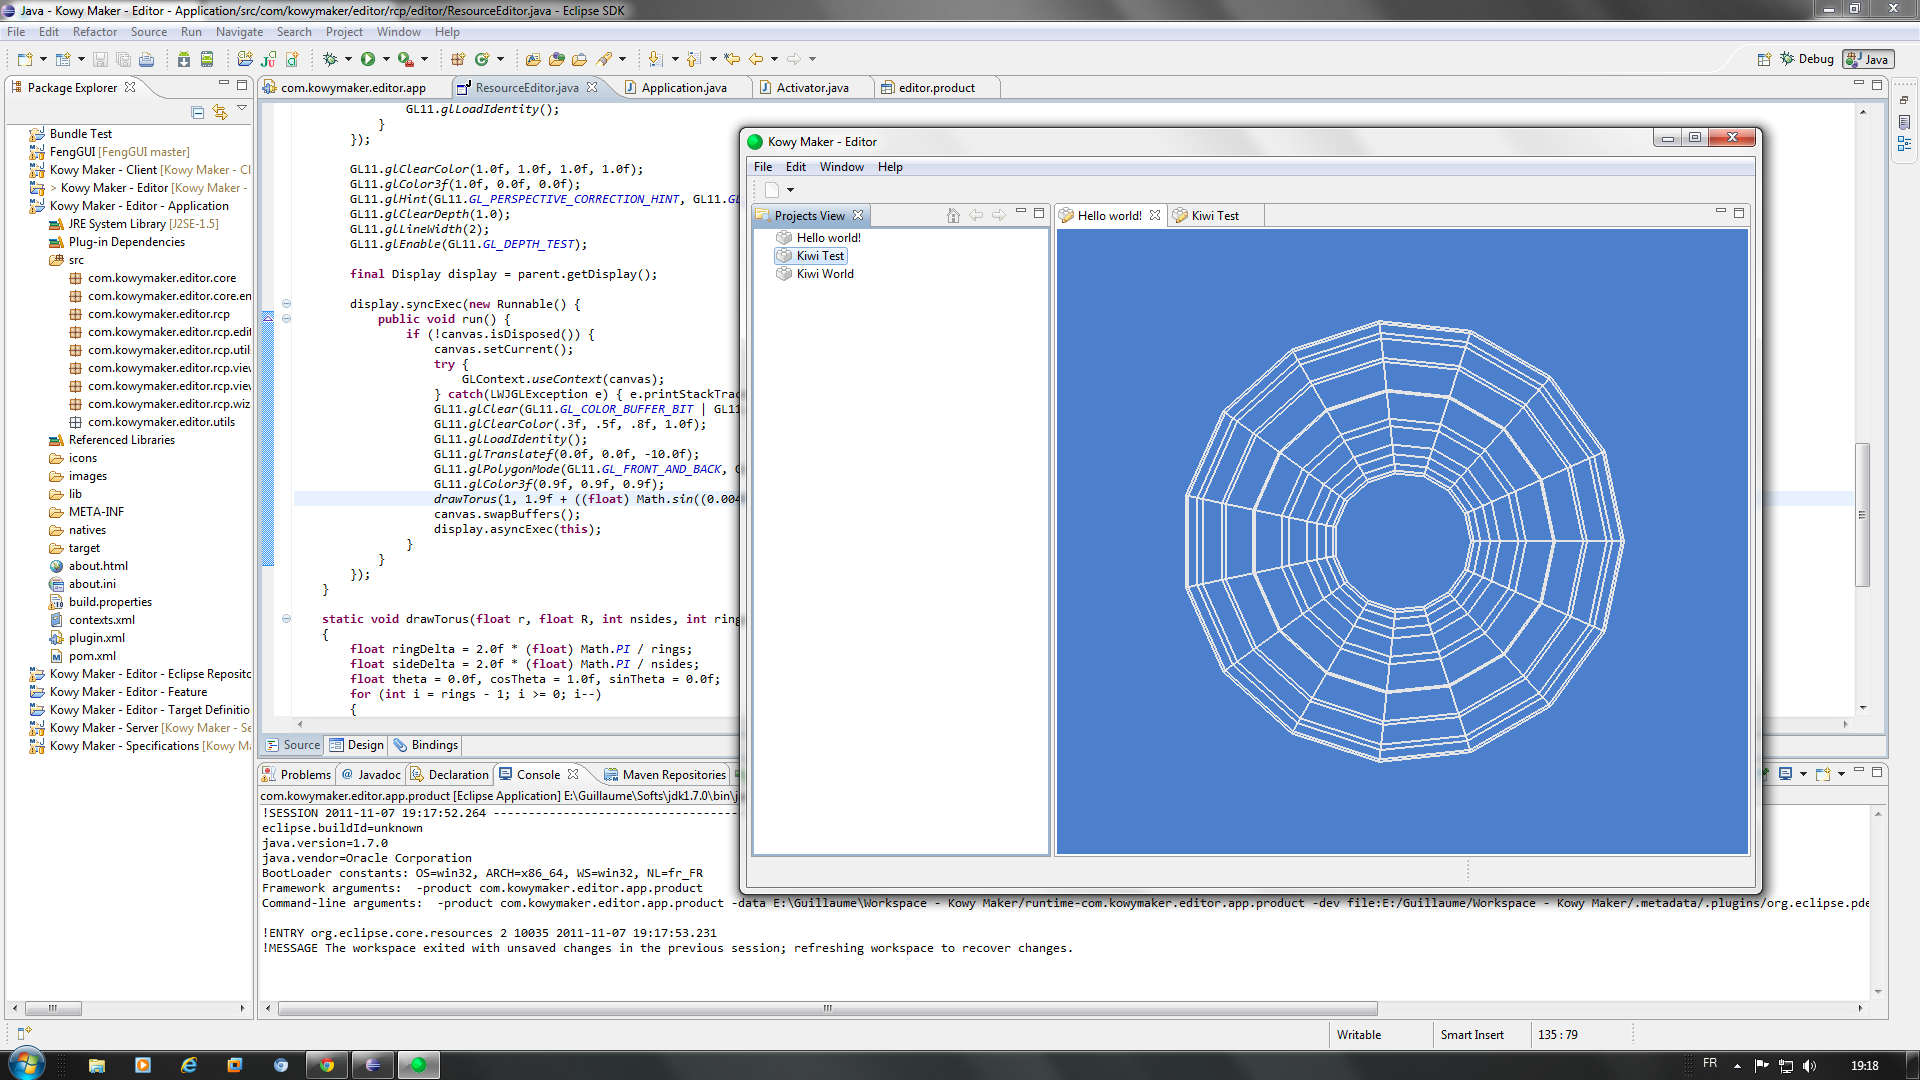 Java - Kowy Maker - Editor - Application/src/com/kowymaker/editor/rcp/editor/ResourceEditor.java - Eclipse SDK
File Edit Refactor Source Run Navigate Search Project Window Help
Debug Java
Package Explorer
com.kowymaker.editor.app
ResourceEditor.java
Application.java
Activator.java
editor.product
Bundle Test
FengGUI [FengGUI master]
Kowy Maker - Client [Kowy Maker - Cl
> Kowy Maker - Editor [Kowy Maker -
Kowy Maker - Editor - Application
JRE System Library [J2SE-1.5]
Plug-in Dependencies
src
com.kowymaker.editor.core
com.kowymaker.editor.core.en
com.kowymaker.editor.rcp
com.kowymaker.editor.rcp.edit
com.kowymaker.editor.rcp.util
com.kowymaker.editor.rcp.view
com.kowymaker.editor.rcp.view
com.kowymaker.editor.rcp.wiz
com.kowymaker.editor.utils
Referenced Libraries
icons
images
lib
META-INF
natives
target
about.html
about.ini
build.properties
contexts.xml
plugin.xml
pom.xml
Kowy Maker - Editor - Eclipse Reposito
Kowy Maker - Editor - Feature
Kowy Maker - Editor - Target Definitio
Kowy Maker - Server [Kowy Maker - Se
Kowy Maker - Specifications [Kowy Ma
GL11.glLoadIdentity();
}
});
GL11.glClearColor(1.0f, 1.0f, 1.0f, 1.0f);
GL11.glColor3f(1.0f, 0.0f, 0.0f);
GL11.glHint(GL11.GL_PERSPECTIVE_CORRECTION_HINT, GL11.GL
GL11.glClearDepth(1.0);
GL11.glLineWidth(2);
GL11.glEnable(GL11.GL_DEPTH_TEST);
final Display display = parent.getDisplay();
display.syncExec(new Runnable() {
public void run() {
if (!canvas.isDisposed()) {
canvas.setCurrent();
try {
GLContext.useContext(canvas);
} catch(LWJGLException e) { e.printStackTrac
GL11.glClear(GL11.GL_COLOR_BUFFER_BIT | GL11
GL11.glClearColor(.3f, .5f, .8f, 1.0f);
GL11.glLoadIdentity();
GL11.glTranslatef(0.0f, 0.0f, -10.0f);
GL11.glPolygonMode(GL11.GL_FRONT_AND_BACK, G
GL11.glColor3f(0.9f, 0.9f, 0.9f);
drawTorus(1, 1.9f + ((float) Math.sin((0.004
canvas.swapBuffers();
display.asyncExec(this);
}
}
});
}
static void drawTorus(float r, float R, int nsides, int ring
{
float ringDelta = 2.0f * (float) Math.PI / rings;
float sideDelta = 2.0f * (float) Math.PI / nsides;
float theta = 0.0f, cosTheta = 1.0f, sinTheta = 0.0f;
for (int i = rings - 1; i >= 0; i--)
{
Source Design Bindings
Kowy Maker - Editor
File Edit Window Help
Projects View
Hello world!
Kiwi Test
Kiwi World
Hello world!
Kiwi Test
Problems Javadoc Declaration Console Maven Repositories
com.kowymaker.editor.app.product [Eclipse Application] E:\Guillaume\Softs\jdk1.7.0\bin\j
!SESSION 2011-11-07 19:17:52.264 -----------------------------------
eclipse.buildId=unknown
java.version=1.7.0
java.vendor=Oracle Corporation
BootLoader constants: OS=win32, ARCH=x86_64, WS=win32, NL=fr_FR
Framework arguments:  -product com.kowymaker.editor.app.product
Command-line arguments:  -product com.kowymaker.editor.app.product -data E:\Guillaume\Workspace - Kowy Maker/runtime-com.kowymaker.editor.app.product -dev file:E:/Guillaume/Workspace - Kowy Maker/.metadata/.plugins/org.eclipse.pde
!ENTRY org.eclipse.core.resources 2 10035 2011-11-07 19:17:53.231
!MESSAGE The workspace exited with unsaved changes in the previous session; refreshing workspace to recover changes.
Writable Smart Insert 135 : 79
FR 19:18